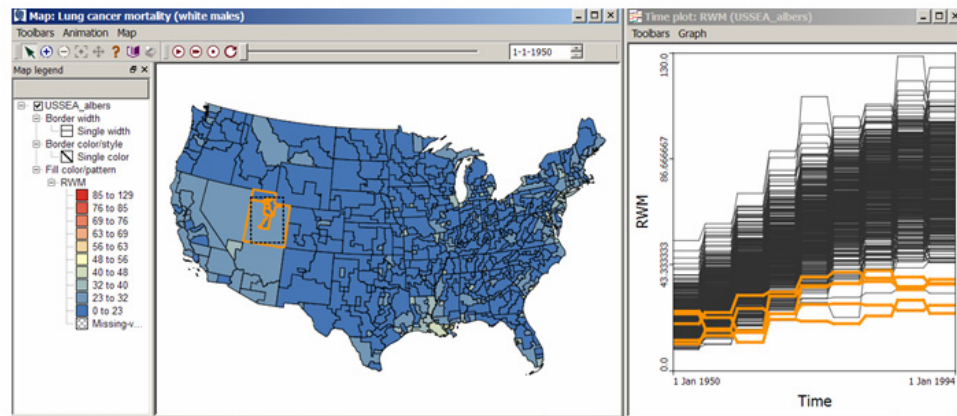 Map: Lung cancer mortality (white males)
Toolbars Animation Map
1-1-1950
Map legend
USSEA_albers
Border width
Single width
Border color/style
Single color
Fill color/pattern
RWM
85 to 129
76 to 85
69 to 76
63 to 69
56 to 63
48 to 56
40 to 48
32 to 40
23 to 32
0 to 23
Missing-v...
Time plot: RWM (USSEA_albers)
Toolbars Graph
130.0
86.666667
RWM
43.333333
0.0
1 Jan 1950 1 Jan 1994
Time